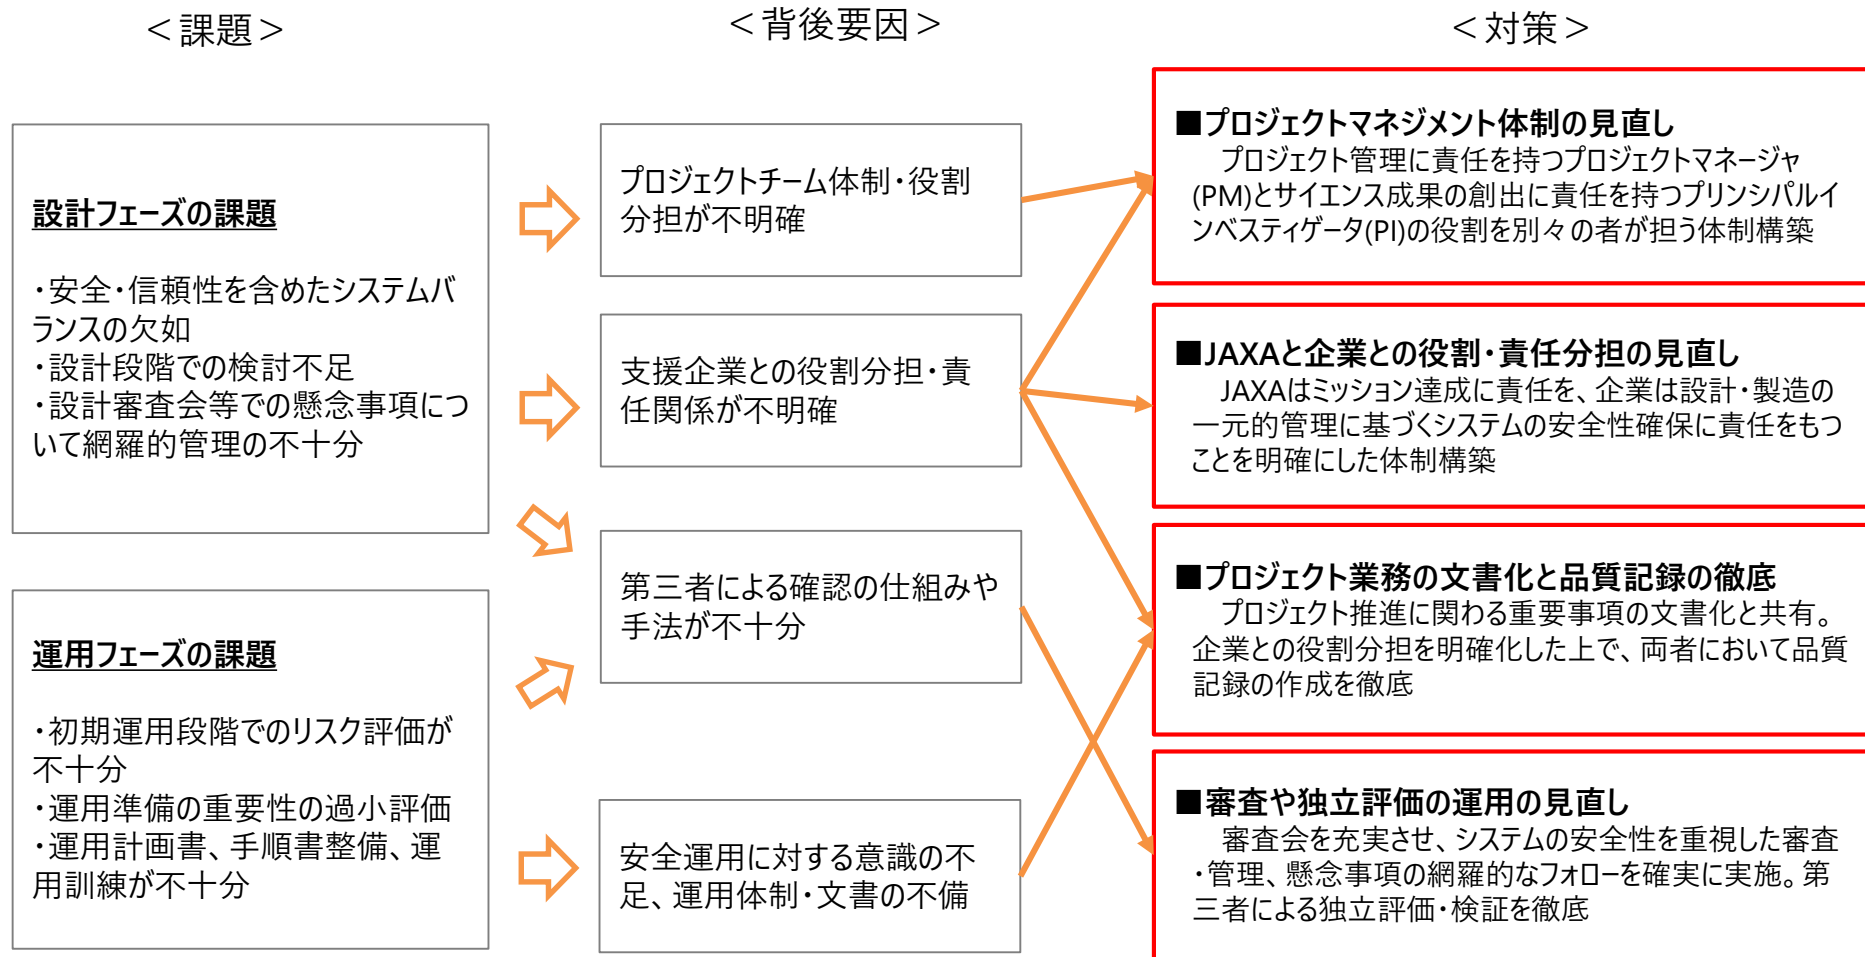 ＜課題＞
＜背後要因＞
＜対策＞
設計フェーズの課題
・安全・信頼性を含めたシステムバ
ランスの欠如
・設計段階での検討不足
・設計審査会等での懸念事項につ
いて網羅的管理の不十分
運用フェーズの課題
・初期運用段階でのリスク評価が
不十分
・運用準備の重要性の過小評価
・運用計画書、手順書整備、運
用訓練が不十分
プロジェクトチーム体制・役割
分担が不明確
支援企業との役割分担・責
任関係が不明確
第三者による確認の仕組みや
手法が不十分
安全運用に対する意識の不
足、運用体制・文書の不備
■プロジェクトマネジメント体制の見直し
プロジェクト管理に責任を持つプロジェクトマネージャ
(PM)とサイエンス成果の創出に責任を持つプリンシパルイ
ンベスティゲータ(PI)の役割を別々の者が担う体制構築
■JAXAと企業との役割・責任分担の見直し
JAXAはミッション達成に責任を、企業は設計・製造の
一元的管理に基づくシステムの安全性確保に責任をもつ
ことを明確にした体制構築
■プロジェクト業務の文書化と品質記録の徹底
プロジェクト推進に関わる重要事項の文書化と共有。
企業との役割分担を明確化した上で、両者において品質
記録の作成を徹底
■審査や独立評価の運用の見直し
審査会を充実させ、システムの安全性を重視した審査
・管理、懸念事項の網羅的なフォローを確実に実施。第
三者による独立評価・検証を徹底